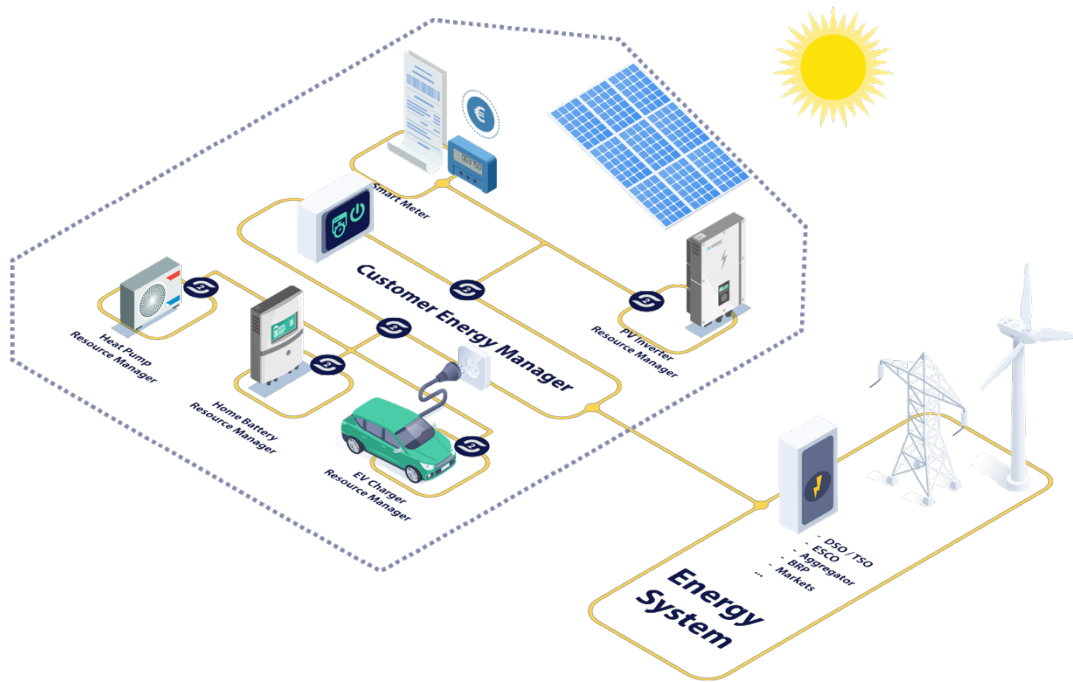 Smart Meter
Customer Energy Manager
Heat Pump
Resource Manager
PV Inverter
Resource Manager
Home Battery
Resource Manager
EV Charger
Resource Manager
- DSO / TSO
- ESCO
- Aggregator
- BRP
- Markets
...
Energy
System
€